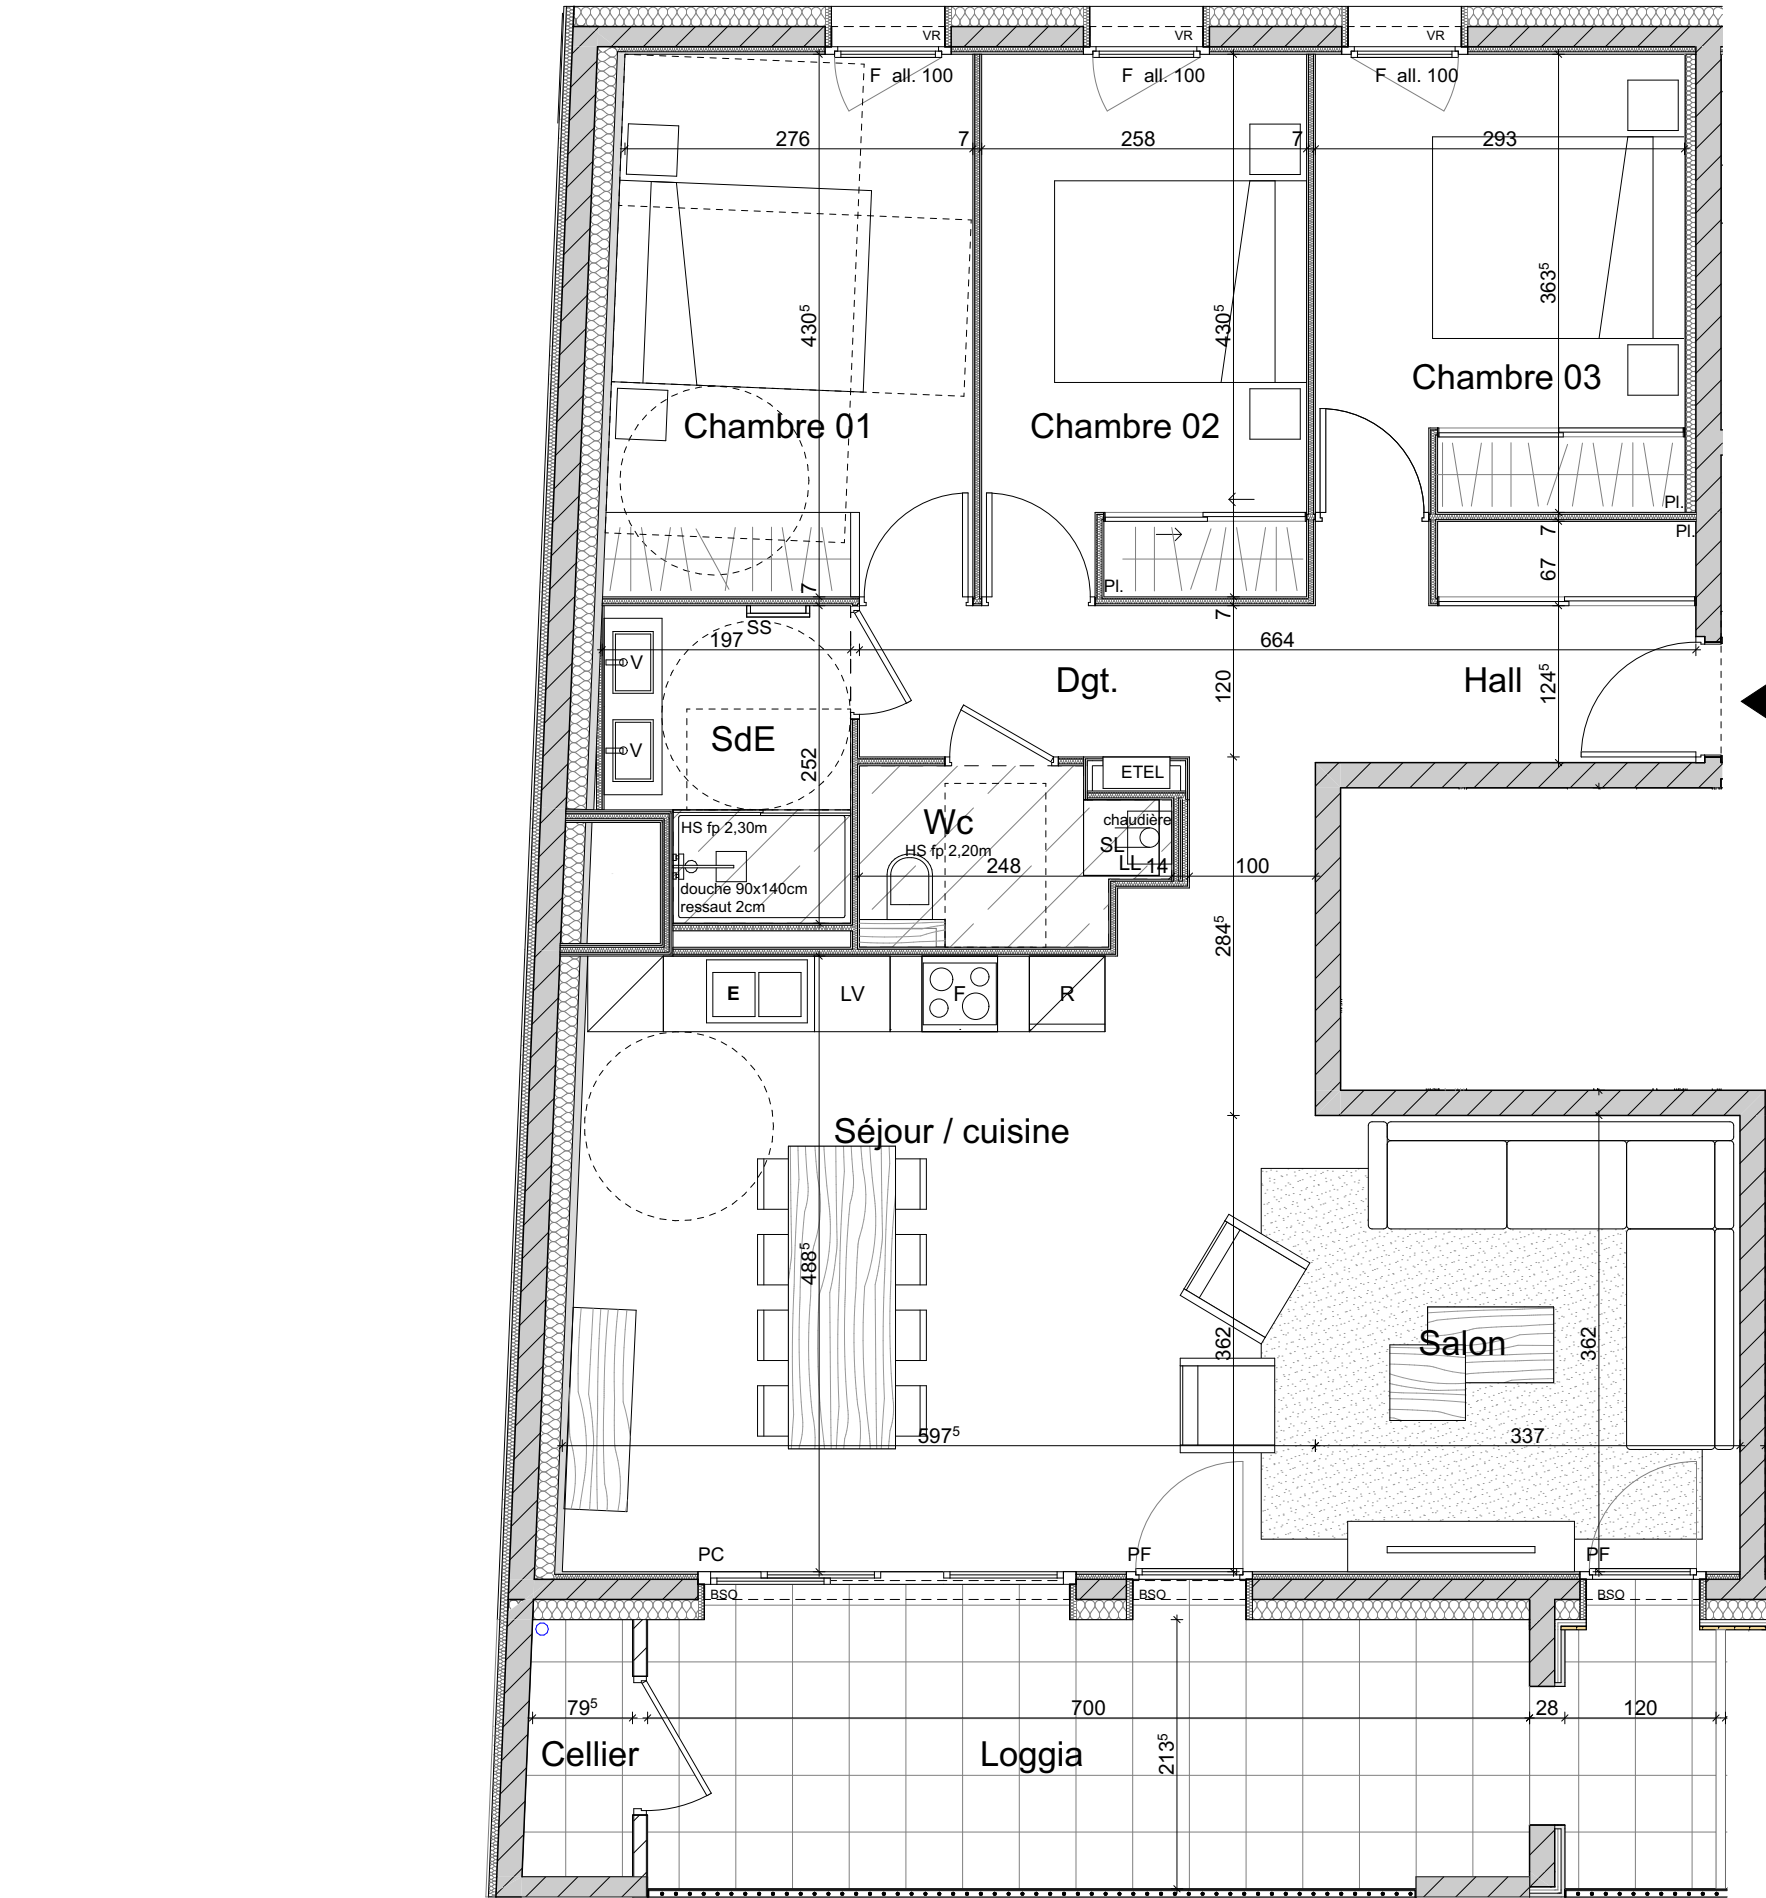 VR
VR
VR
F all. 100
F all. 100
F all. 100
276
7
258
7
293
430⁵
430⁵
363⁵
Chambre 03
Chambre 01
Chambre 02
Pl.
Pl.
7
67
Pl.
7
7
SS
197
664
V
Dgt.
120
Hall
124⁵
SdE
V
252
ETEL
HS fp 2,30m
Wc
chaudière
HS fp 2,20m
SL
LL
248
14
100
douche 90x140cm
ressaut 2cm
284⁵
E
LV
F
R
Séjour / cuisine
488⁵
362
Salon
362
597⁵
337
PC
PF
PF
BSO
BSO
BSO
79⁵
700
28
120
Cellier
Loggia
213⁵